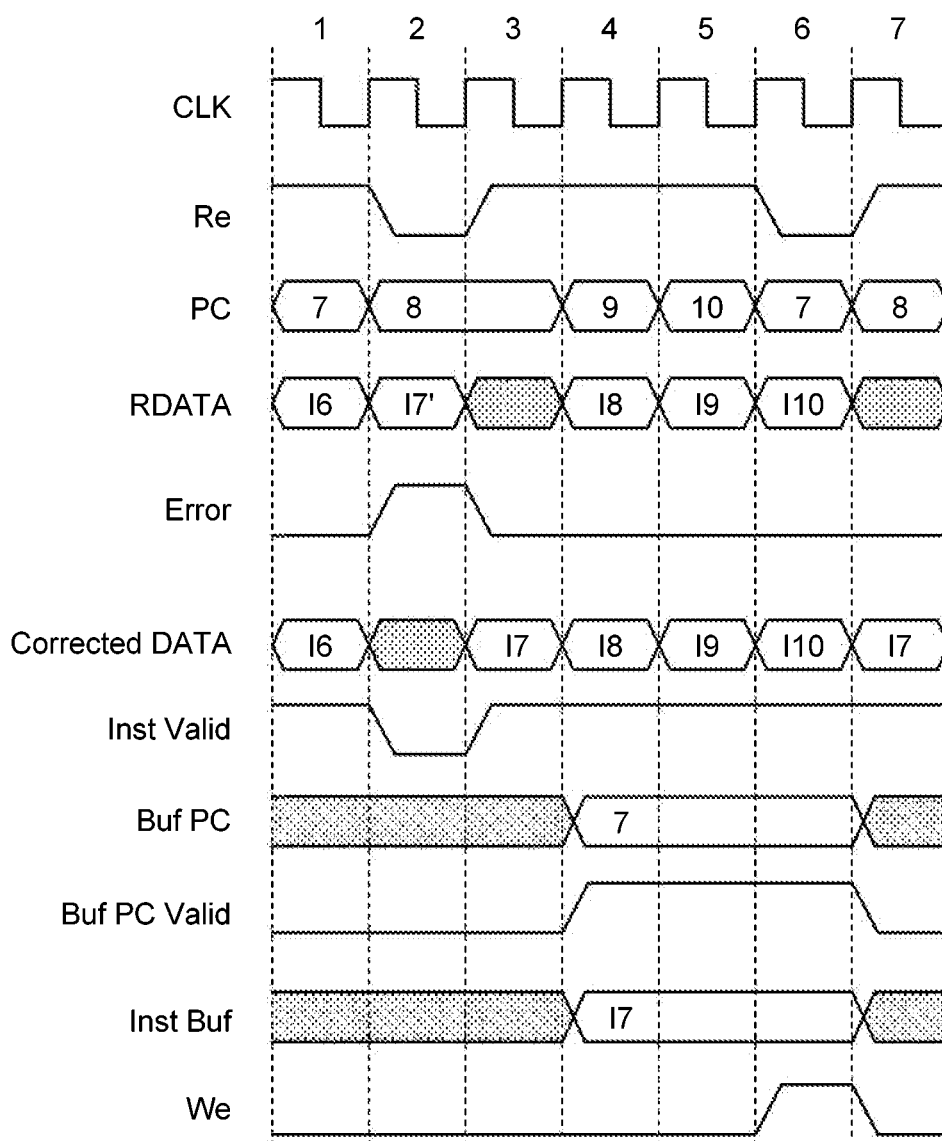 1 2 3 4 5 6 7
CLK
Re
PC 7 8 9 10 7 8
RDATA I6 I7' I8 I9 I10
Error
Corrected DATA I6 I7 I8 I9 I10 I7
Inst Valid
Buf PC 7
Buf PC Valid
Inst Buf I7
We